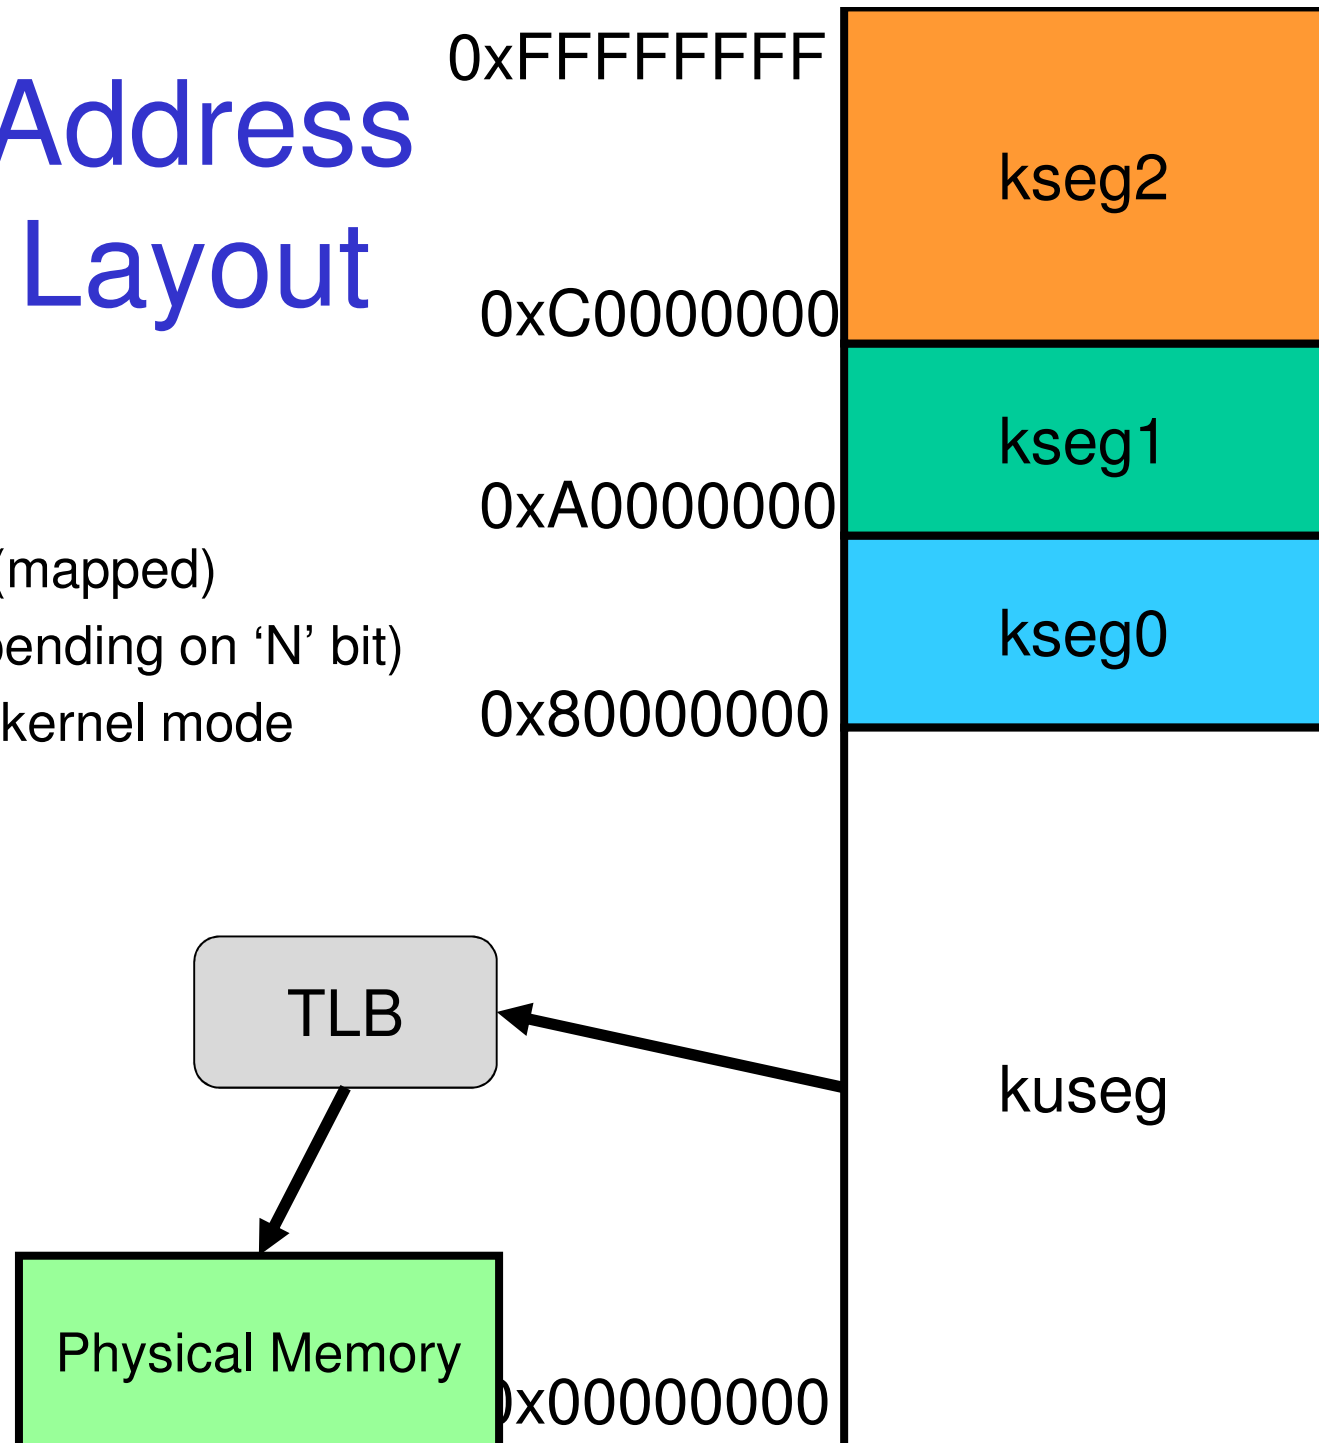 Address
Layout
(mapped)
on ‘N’ bit)
kernel mode
0xFFFFFFFF
0xC0000000
0xA0000000
0x80000000
kseg2
kseg1
kseg0
kuseg
TLB
Physical Memory
x00000000